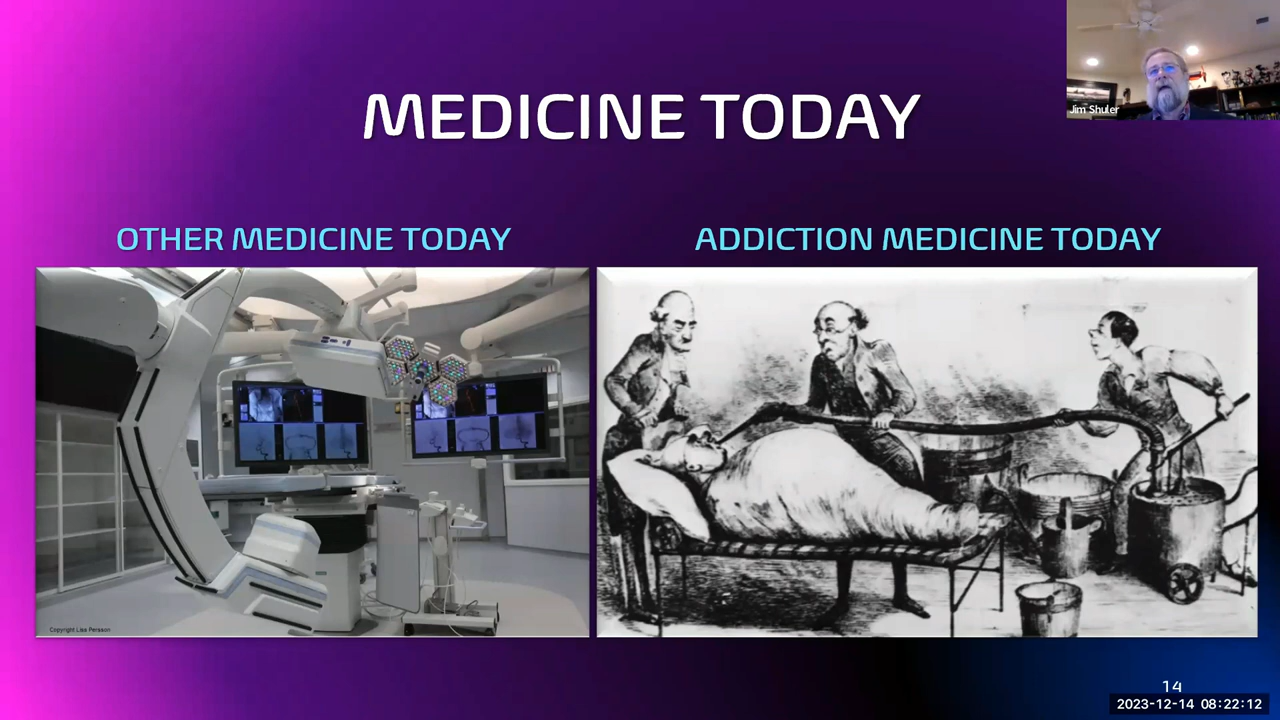 Jim Shuler
MEDICINE TODAY
OTHER MEDICINE TODAY
ADDICTION MEDICINE TODAY
Copyright Lisa Persson
14
2023-12-14 08:22:12